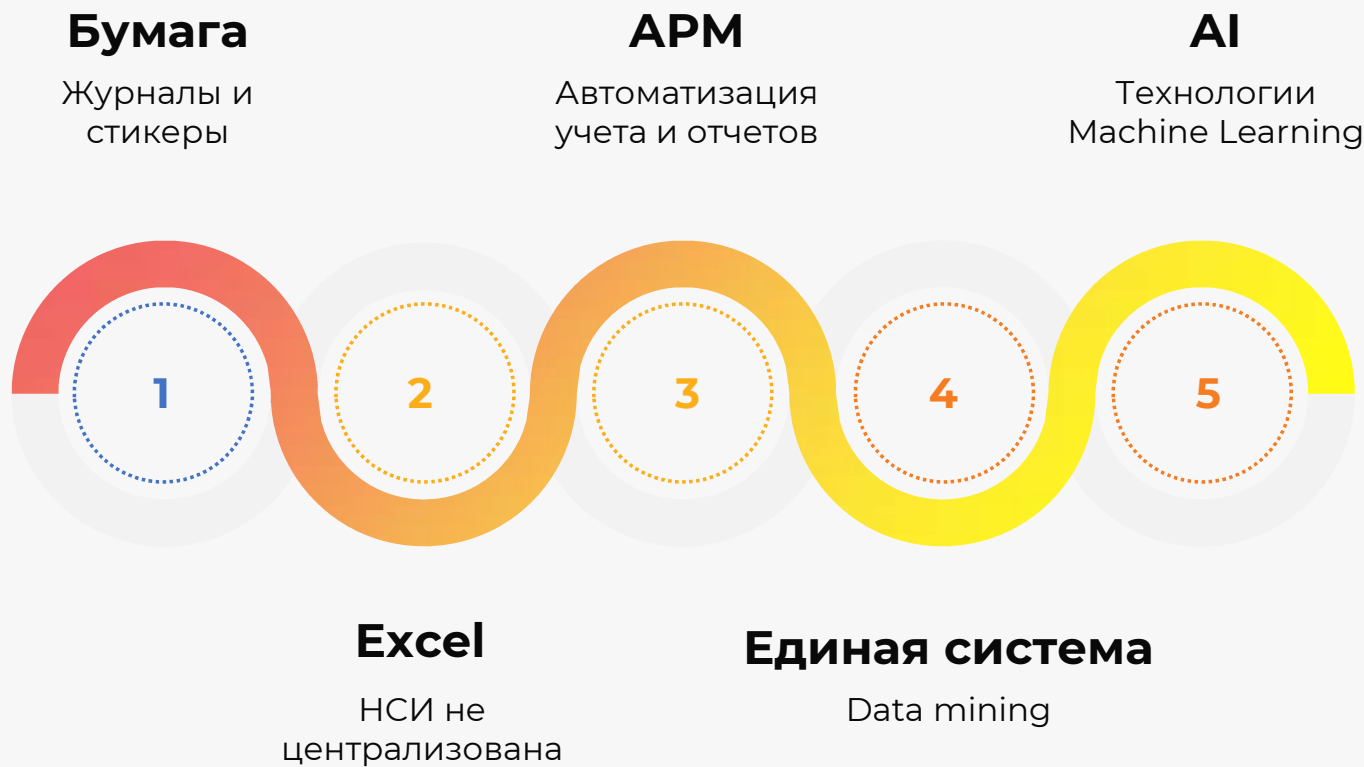 Бумага
Журналы и
стикеры
АРМ
Автоматизация
учета и отчетов
AI
Технологии
Machine Learning
1
2
3
4
5
Excel
НСИ не
централизована
Единая система
Data mining